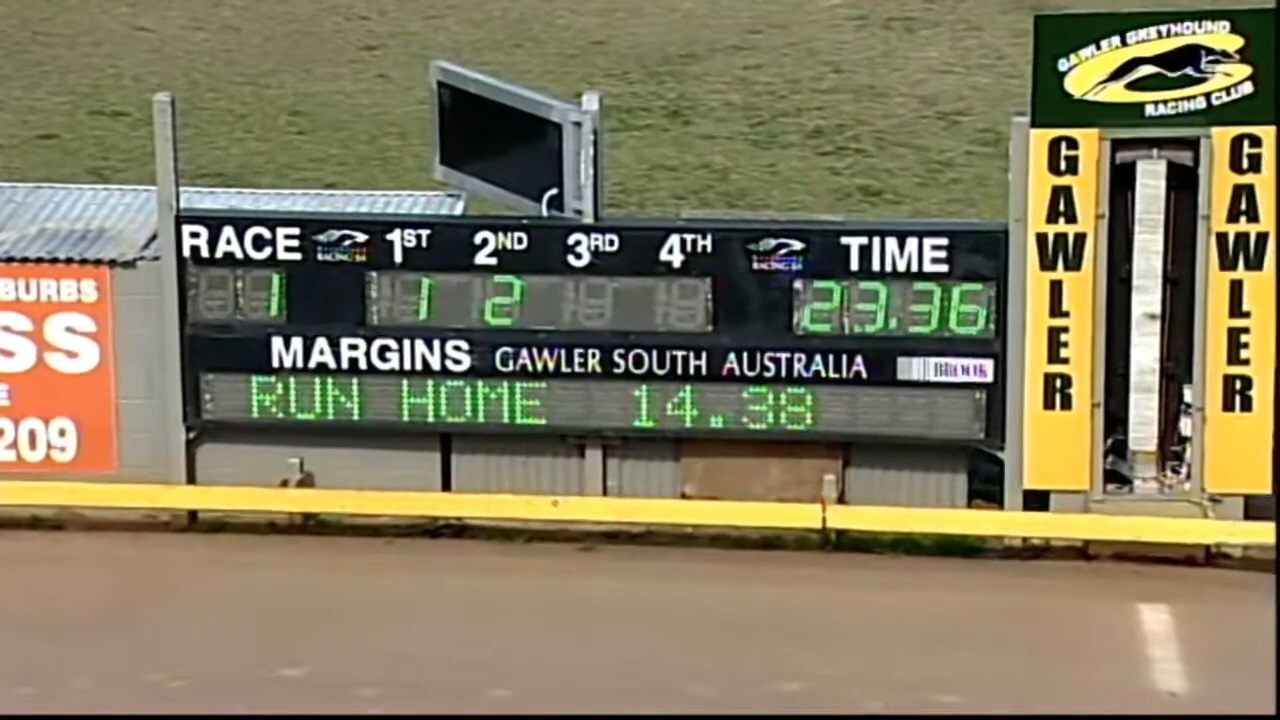 GAWLER GREYHOUND
RACING CLUB
GAWLER
GAWLER
RACE 1ST 2ND 3RD 4TH TIME
1 1 2 23.36
MARGINS GAWLER SOUTH AUSTRALIA
RUN HOME 14.38
BURBS
SS
E
209